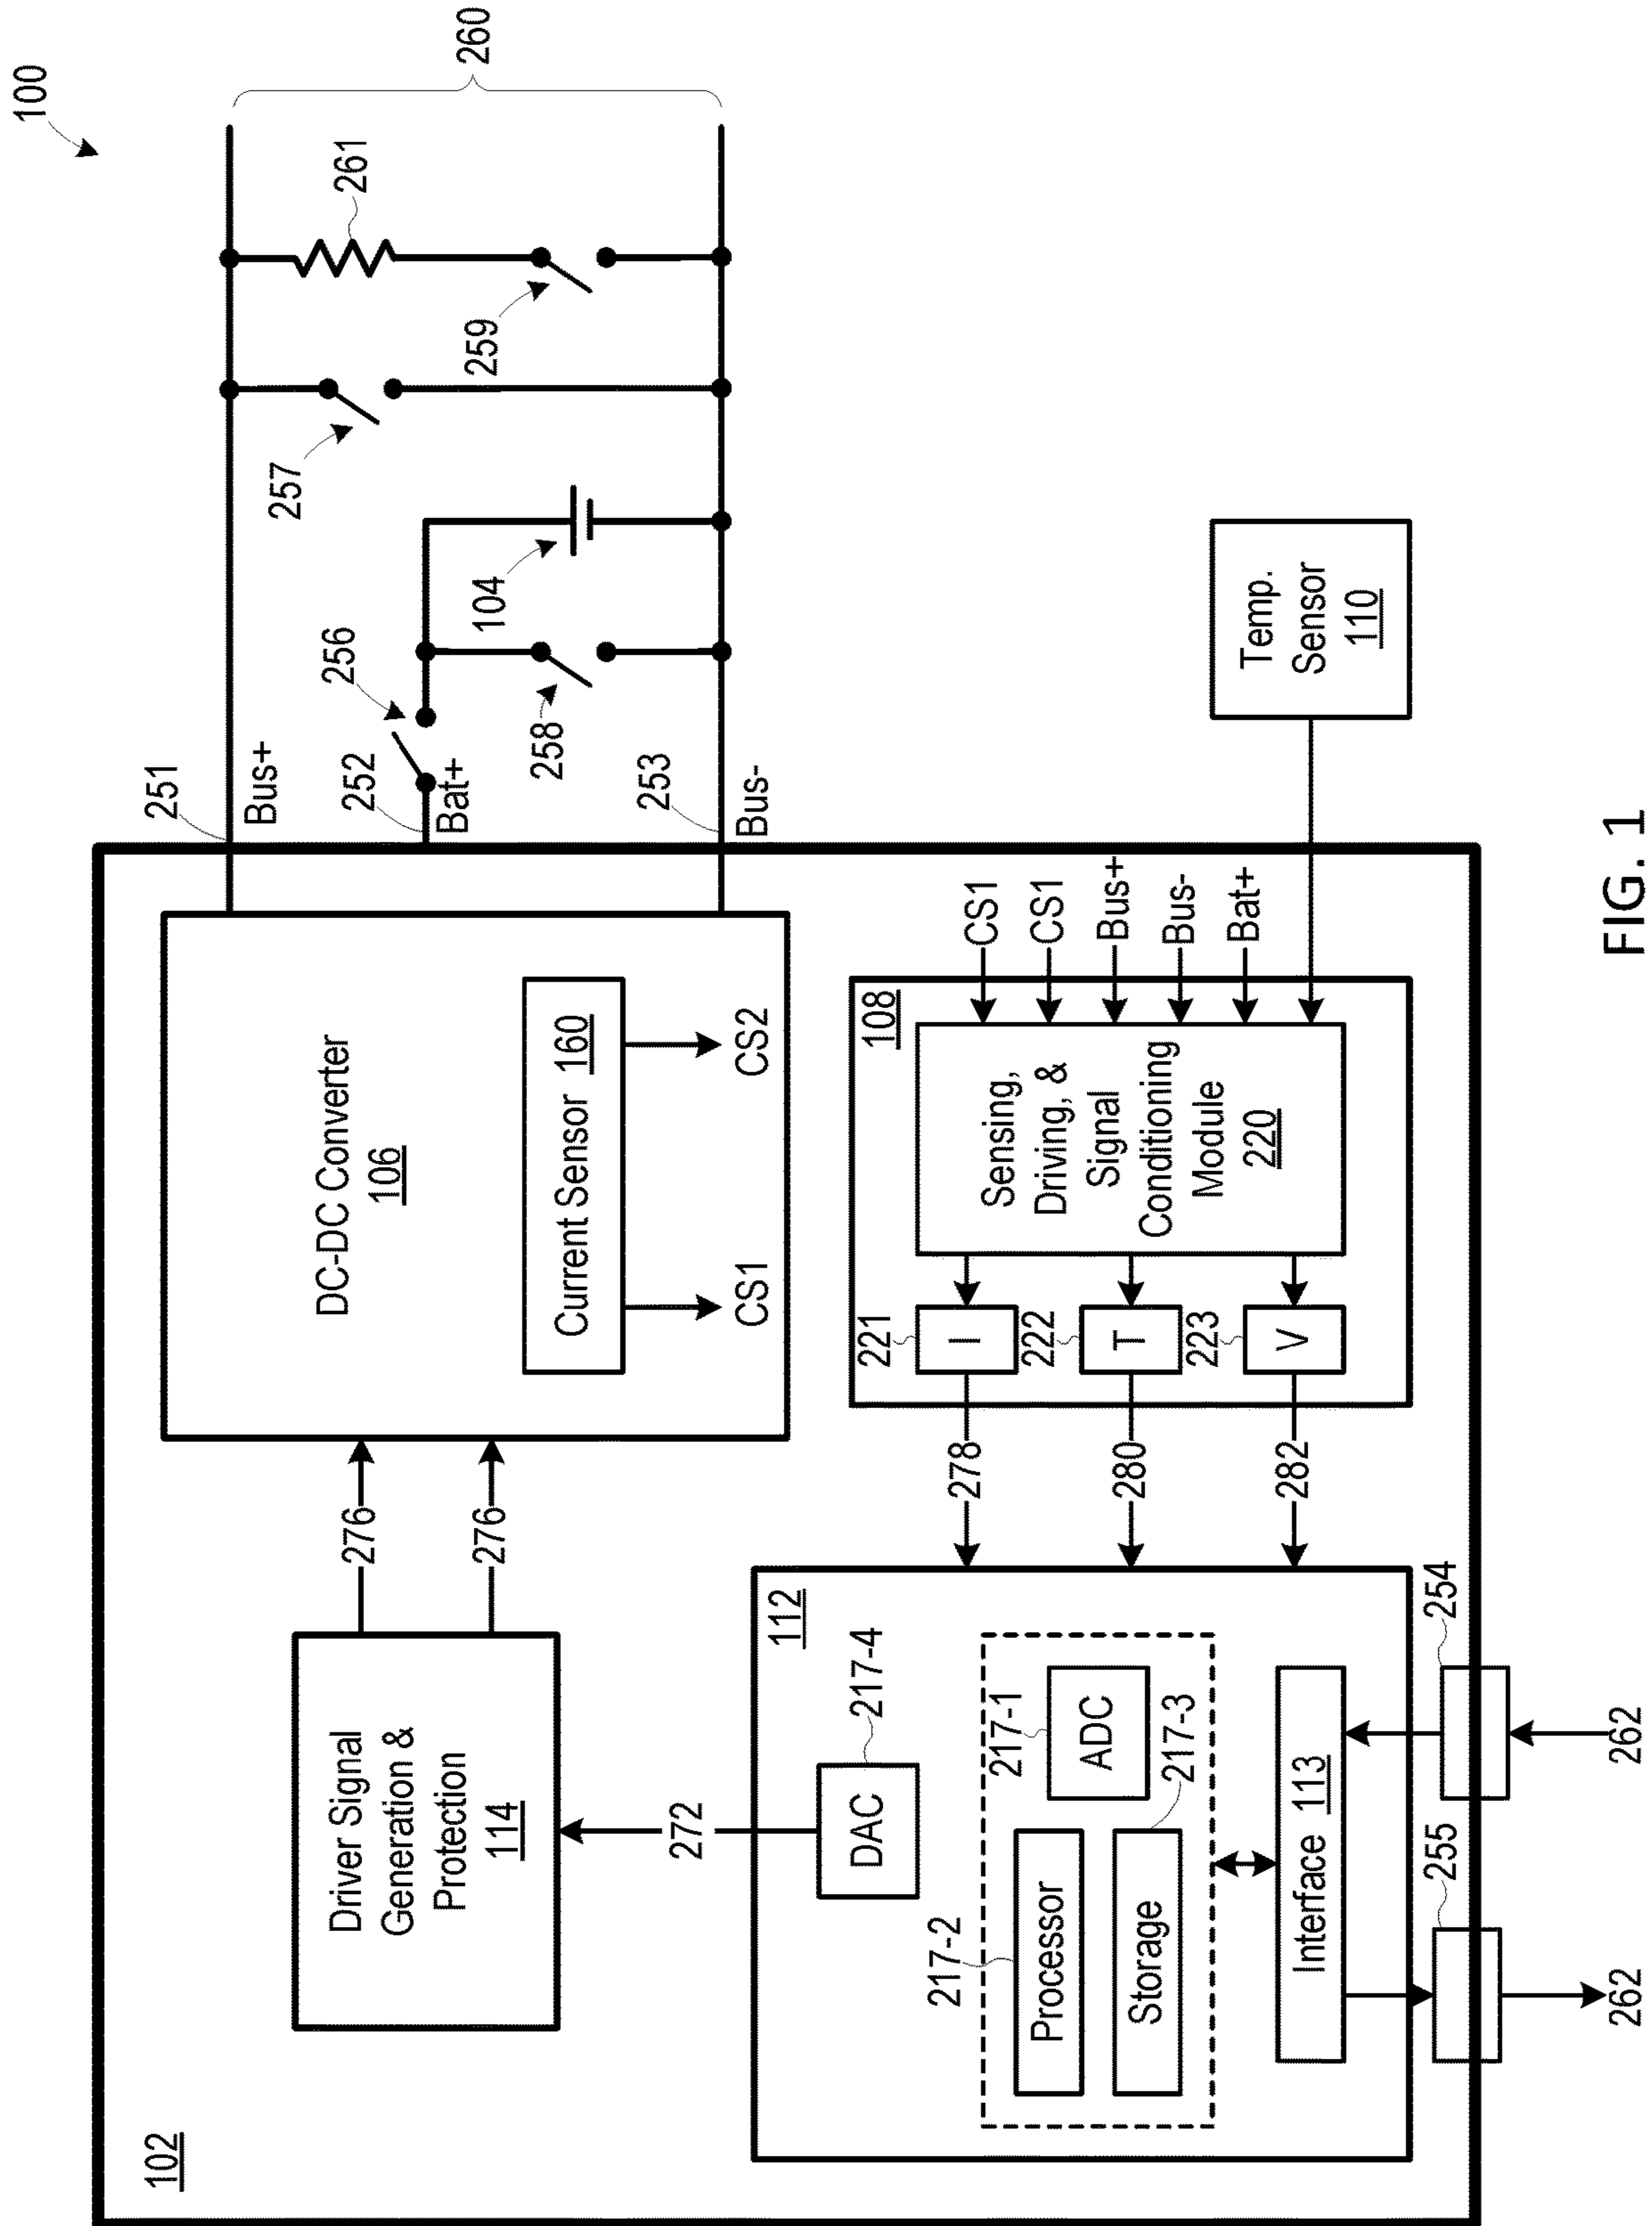 100
102
Driver Signal
Generation &
Protection
114
276
276
DC-DC Converter
106
Current Sensor 160
CS1
CS2
251
Bus+
252
Bat+
253
Bus-
256
258
104
257
259
261
260
272
112
DAC
217-4
217-2
Processor
217-1
ADC
Storage
217-3
Interface 113
255
254
262
262
278
280
282
108
221
I
222
T
223
V
Sensing,
Driving, &
Signal
Conditioning
Module
220
CS1
CS1
Bus+
Bus-
Bat+
Temp.
Sensor
110
FIG. 1